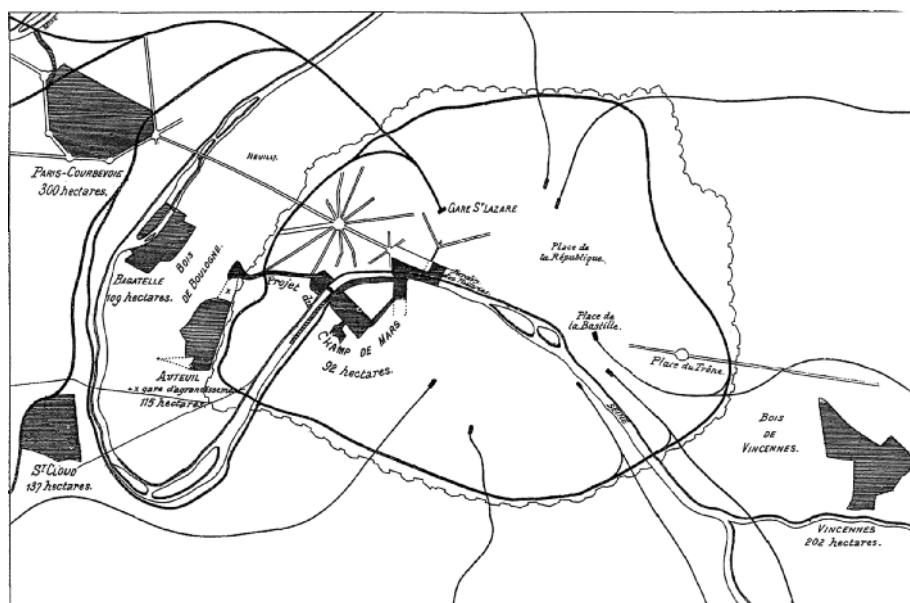 NEUILLY.
PARIS-COURBEVOIE
300 hectares.
GARE ST LAZARE
Place de
la République.
BOIS
DE BOULOGNE.
BAGATELLE
109 hectares.
Projet de
CHAMP DE MARS
92 hectares.
Place de
la Bastille.
Place du Trône.
AUTEUIL
+x gare d'agrandissement
115 hectares.
SEINE
BOIS
DE
VINCENNES.
ST CLOUD
137 hectares.
VINCENNES
202 hectares.